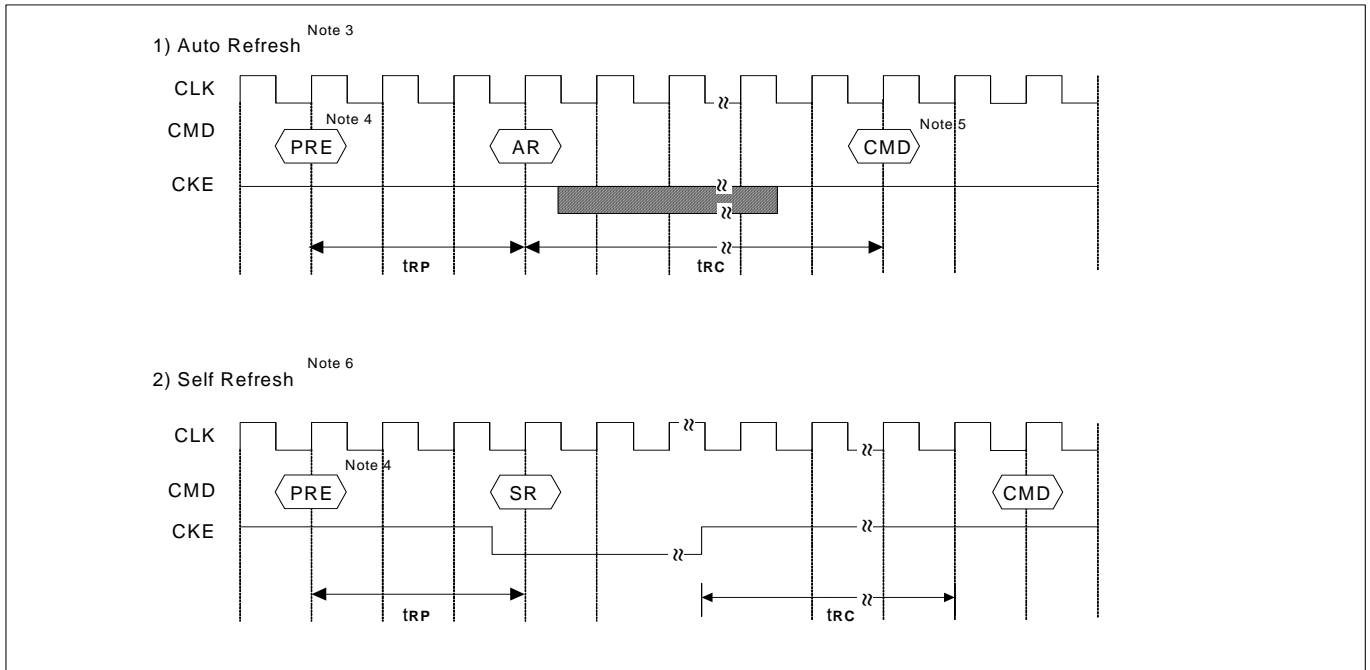 1) Auto Refresh Note 3
CLK
CMD
PRE Note 4
AR
CMD Note 5
CKE
tRP
tRC
2) Self Refresh Note 6
CLK
CMD
PRE Note 4
SR
CMD
CKE
tRP
tRC